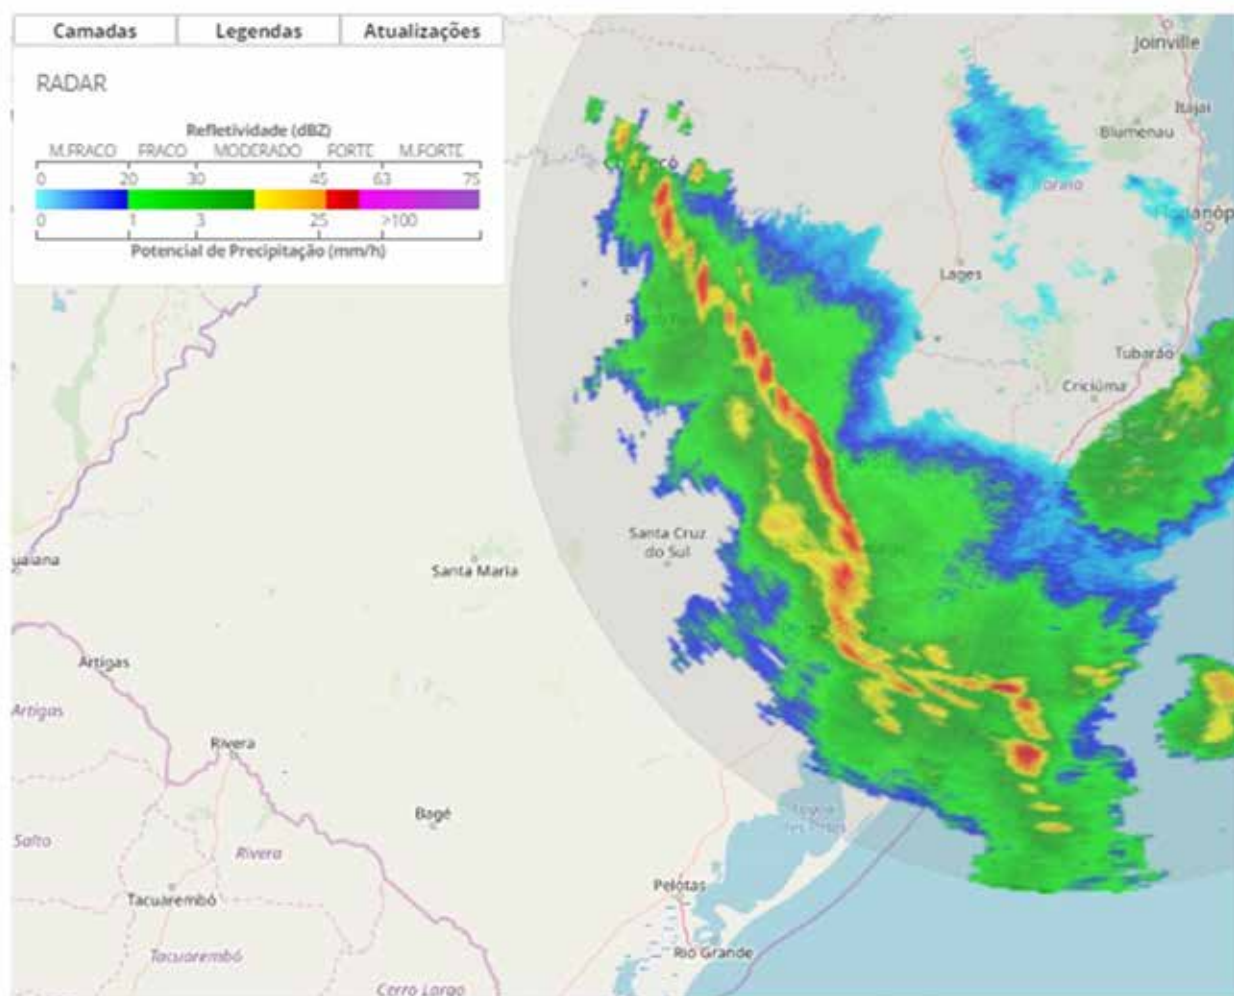 Camadas Legendas Atualizações
RADAR
Refletividade (dBZ)
M.FRACO FRACO MODERADO FORTE M.FORTE
0 20 30 45 63 75
0 1 3 25 >100
Potencial de Precipitação (mm/h)
Joinville
Itajaí
Blumenau
Lages
Tubarão
Criciúma
Santa Cruz
do Sul
uaiana
Santa Maria
Artigas
Artigas
Rivera
Bagé
Salto
Rivera
Pelotas
Tacuarembó
Rio Grande
Tacuarembó
Cerro Largo